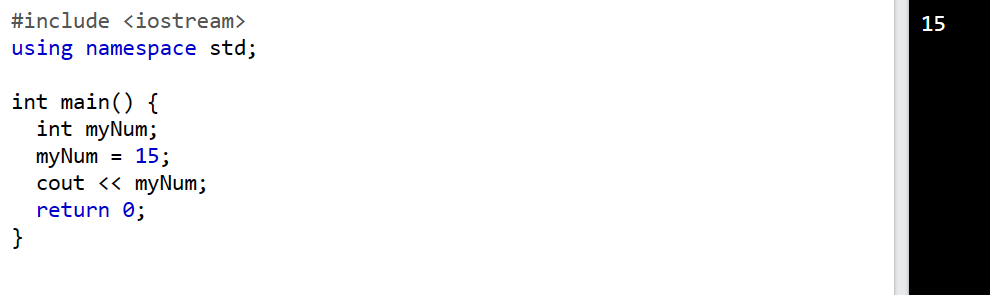 #include <iostream>
using namespace std;
int main() {
  int myNum;
  myNum = 15;
  cout << myNum;
  return 0;
}
15